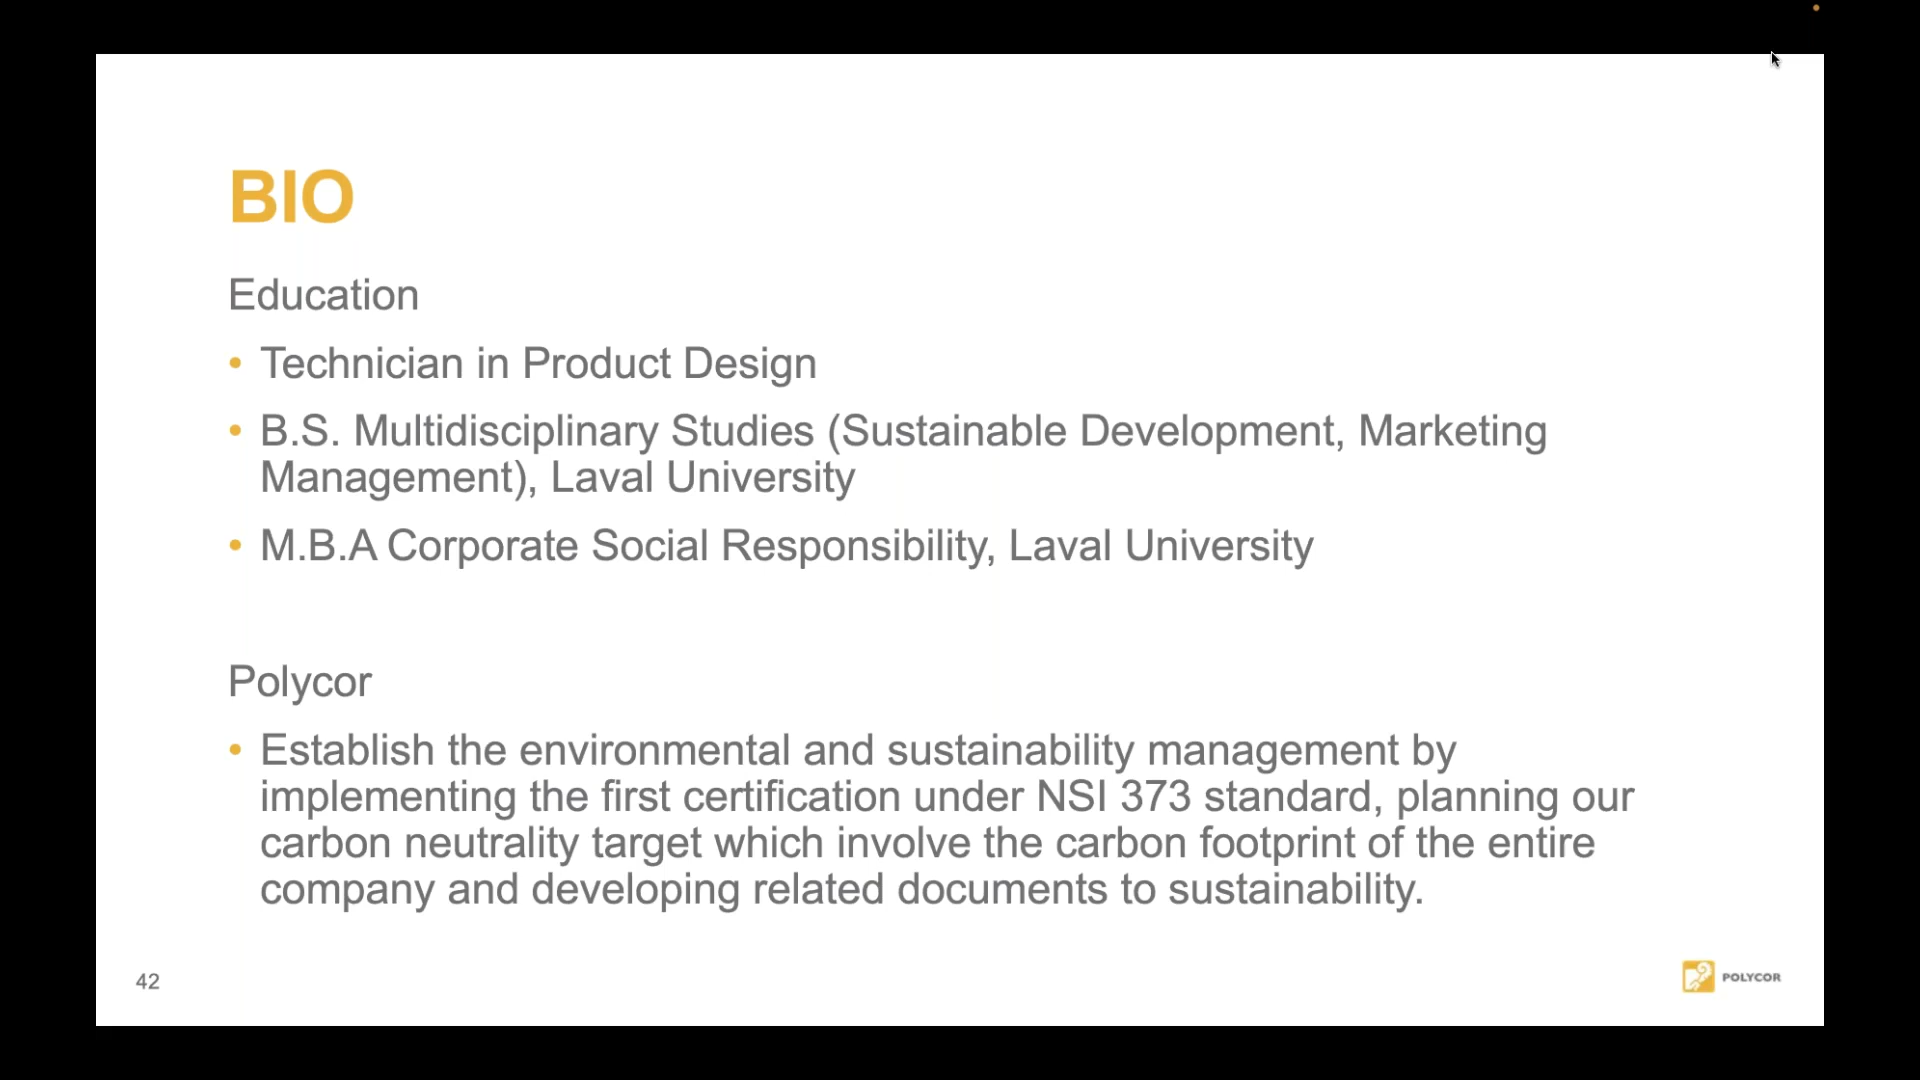 BIO
Education
• Technician in Product Design
• B.S. Multidisciplinary Studies (Sustainable Development, Marketing
Management), Laval University
• M.B.A Corporate Social Responsibility, Laval University
Polycor
• Establish the environmental and sustainability management by
implementing the first certification under NSI 373 standard, planning our
carbon neutrality target which involve the carbon footprint of the entire
company and developing related documents to sustainability.
42
POLYCOR